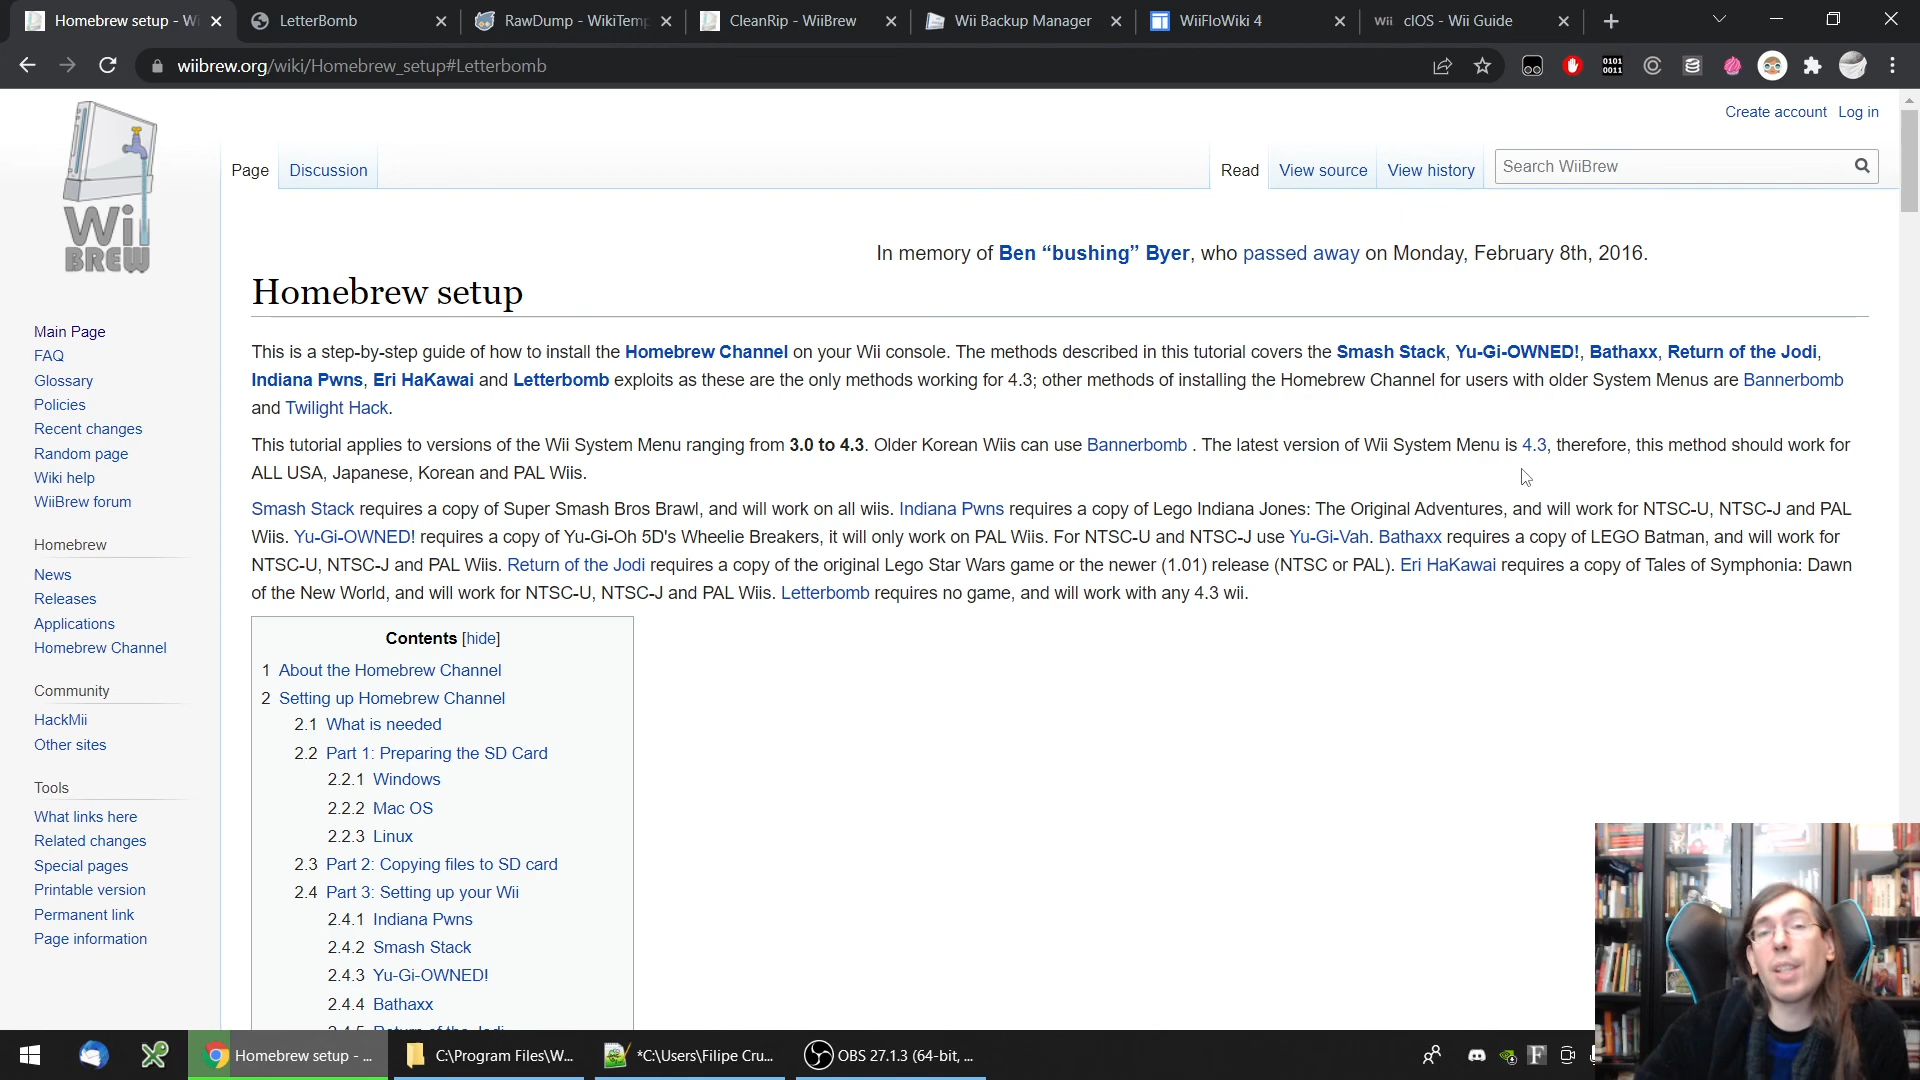 Homebrew setup - Wi
LetterBomb
RawDump - WikiTemp
CleanRip - WiiBrew
Wii Backup Manager
WiiFloWiki 4
Wii cIOS - Wii Guide
wiibrew.org/wiki/Homebrew_setup#Letterbomb
0101
0011
Wii
BREW
Create account Log in
Page Discussion
Read View source View history Search WiiBrew
In memory of Ben “bushing” Byer, who passed away on Monday, February 8th, 2016.
Homebrew setup
This is a step-by-step guide of how to install the Homebrew Channel on your Wii console. The methods described in this tutorial covers the Smash Stack, Yu-Gi-OWNED!, Bathaxx, Return of the Jodi,
Indiana Pwns, Eri HaKawai and Letterbomb exploits as these are the only methods working for 4.3; other methods of installing the Homebrew Channel for users with older System Menus are Bannerbomb
and Twilight Hack.
This tutorial applies to versions of the Wii System Menu ranging from 3.0 to 4.3. Older Korean Wiis can use Bannerbomb . The latest version of Wii System Menu is 4.3, therefore, this method should work for
ALL USA, Japanese, Korean and PAL Wiis.
Smash Stack requires a copy of Super Smash Bros Brawl, and will work on all wiis. Indiana Pwns requires a copy of Lego Indiana Jones: The Original Adventures, and will work for NTSC-U, NTSC-J and PAL
Wiis. Yu-Gi-OWNED! requires a copy of Yu-Gi-Oh 5D's Wheelie Breakers, it will only work on PAL Wiis. For NTSC-U and NTSC-J use Yu-Gi-Vah. Bathaxx requires a copy of LEGO Batman, and will work for
NTSC-U, NTSC-J and PAL Wiis. Return of the Jodi requires a copy of the original Lego Star Wars game or the newer (1.01) release (NTSC or PAL). Eri HaKawai requires a copy of Tales of Symphonia: Dawn
of the New World, and will work for NTSC-U, NTSC-J and PAL Wiis. Letterbomb requires no game, and will work with any 4.3 wii.
Main Page
FAQ
Glossary
Policies
Recent changes
Random page
Wiki help
WiiBrew forum
Homebrew
News
Releases
Applications
Homebrew Channel
Community
HackMii
Other sites
Tools
What links here
Related changes
Special pages
Printable version
Permanent link
Page information
Contents [hide]
1 About the Homebrew Channel
2 Setting up Homebrew Channel
2.1 What is needed
2.2 Part 1: Preparing the SD Card
2.2.1 Windows
2.2.2 Mac OS
2.2.3 Linux
2.3 Part 2: Copying files to SD card
2.4 Part 3: Setting up your Wii
2.4.1 Indiana Pwns
2.4.2 Smash Stack
2.4.3 Yu-Gi-OWNED!
2.4.4 Bathaxx
2.4.5 Return of the Jodi
Homebrew setup - ...
C:\Program Files\W...
*C:\Users\Filipe Cru...
OBS 27.1.3 (64-bit, ...